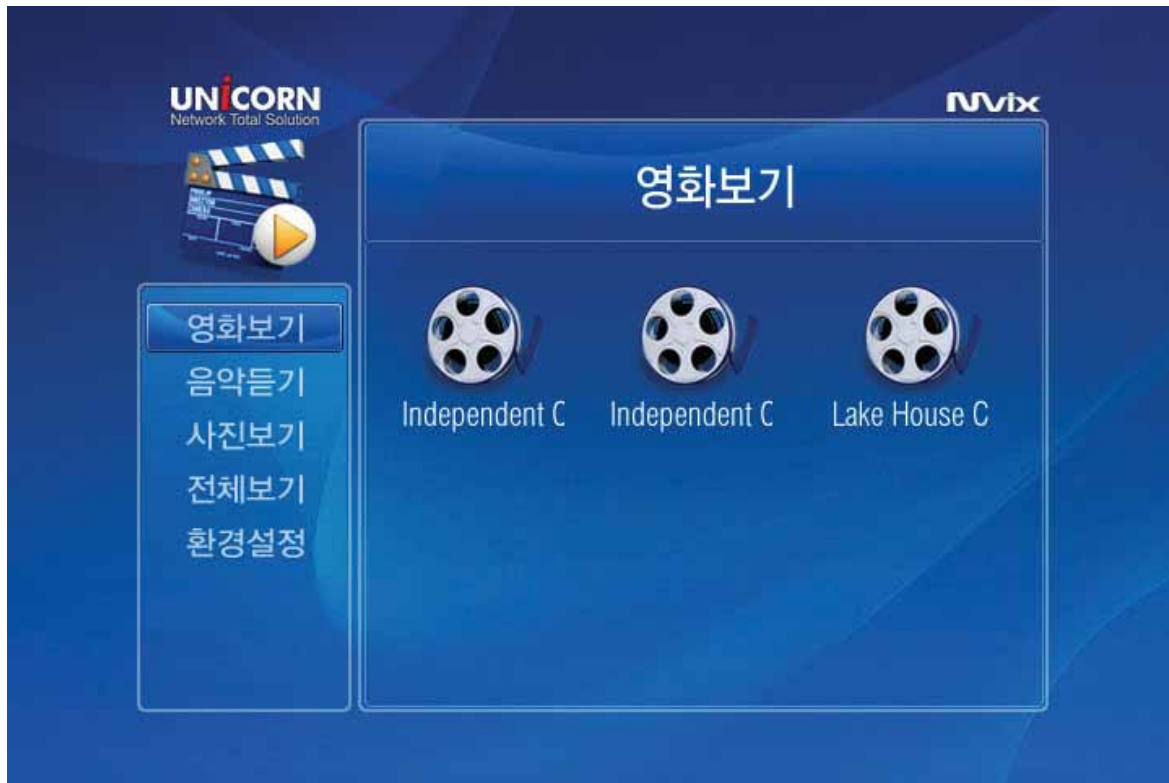 UNiCORN
Network Total Solution
Mvix
영화보기
영화보기
음악듣기
사진보기
전체보기
환경설정
Independent C
Independent C
Lake House C